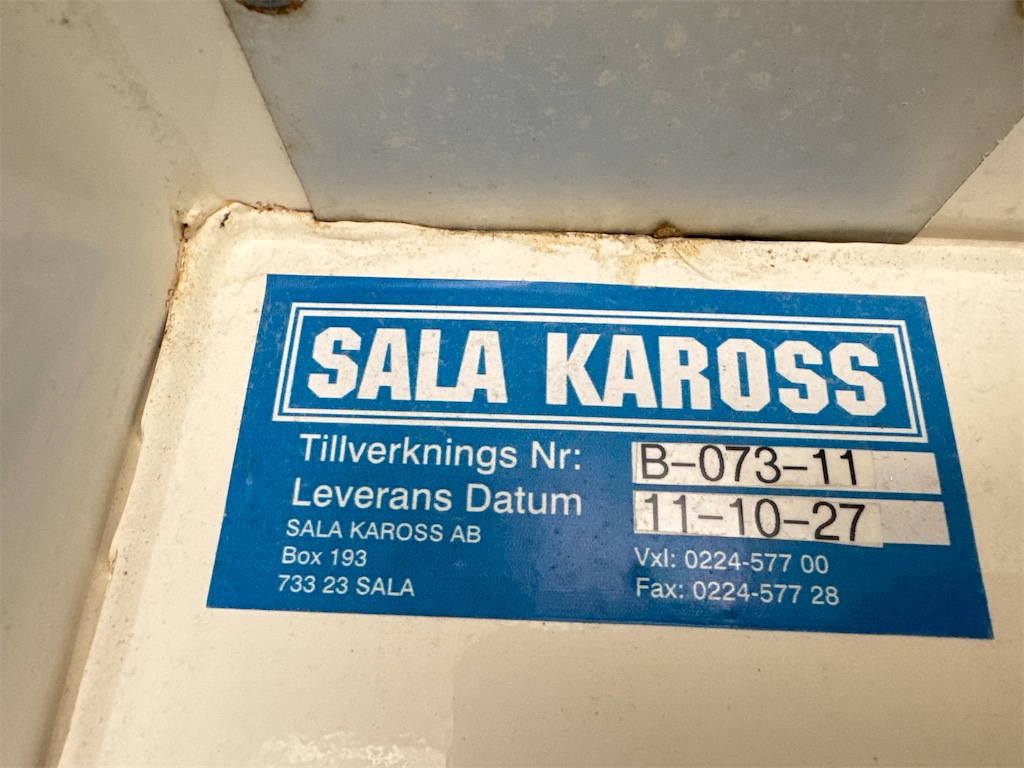 SALA KAROSS
Tillverknings Nr: B-073-11
Leverans Datum 11-10-27
SALA KAROSS AB
Box 193
733 23 SALA
Vxl: 0224-577 00
Fax: 0224-577 28